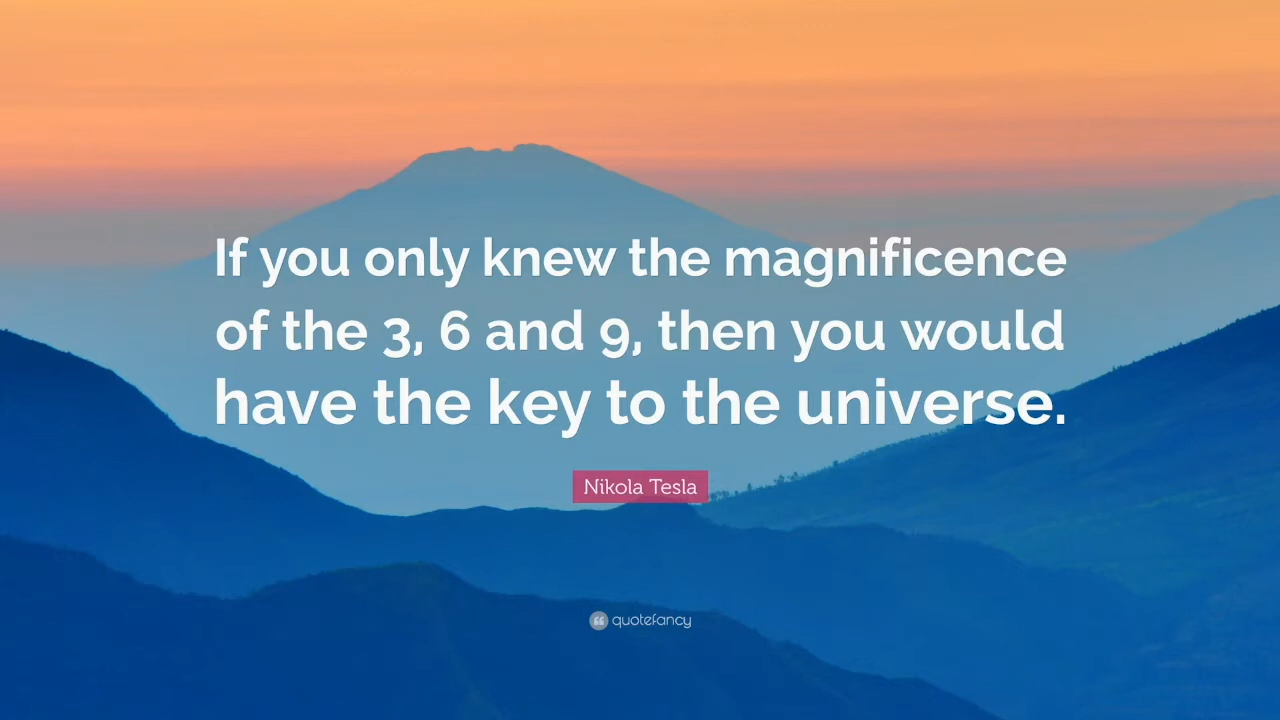 If you only knew the magnificence
of the 3, 6 and 9, then you would
have the key to the universe.
Nikola Tesla
quotefancy